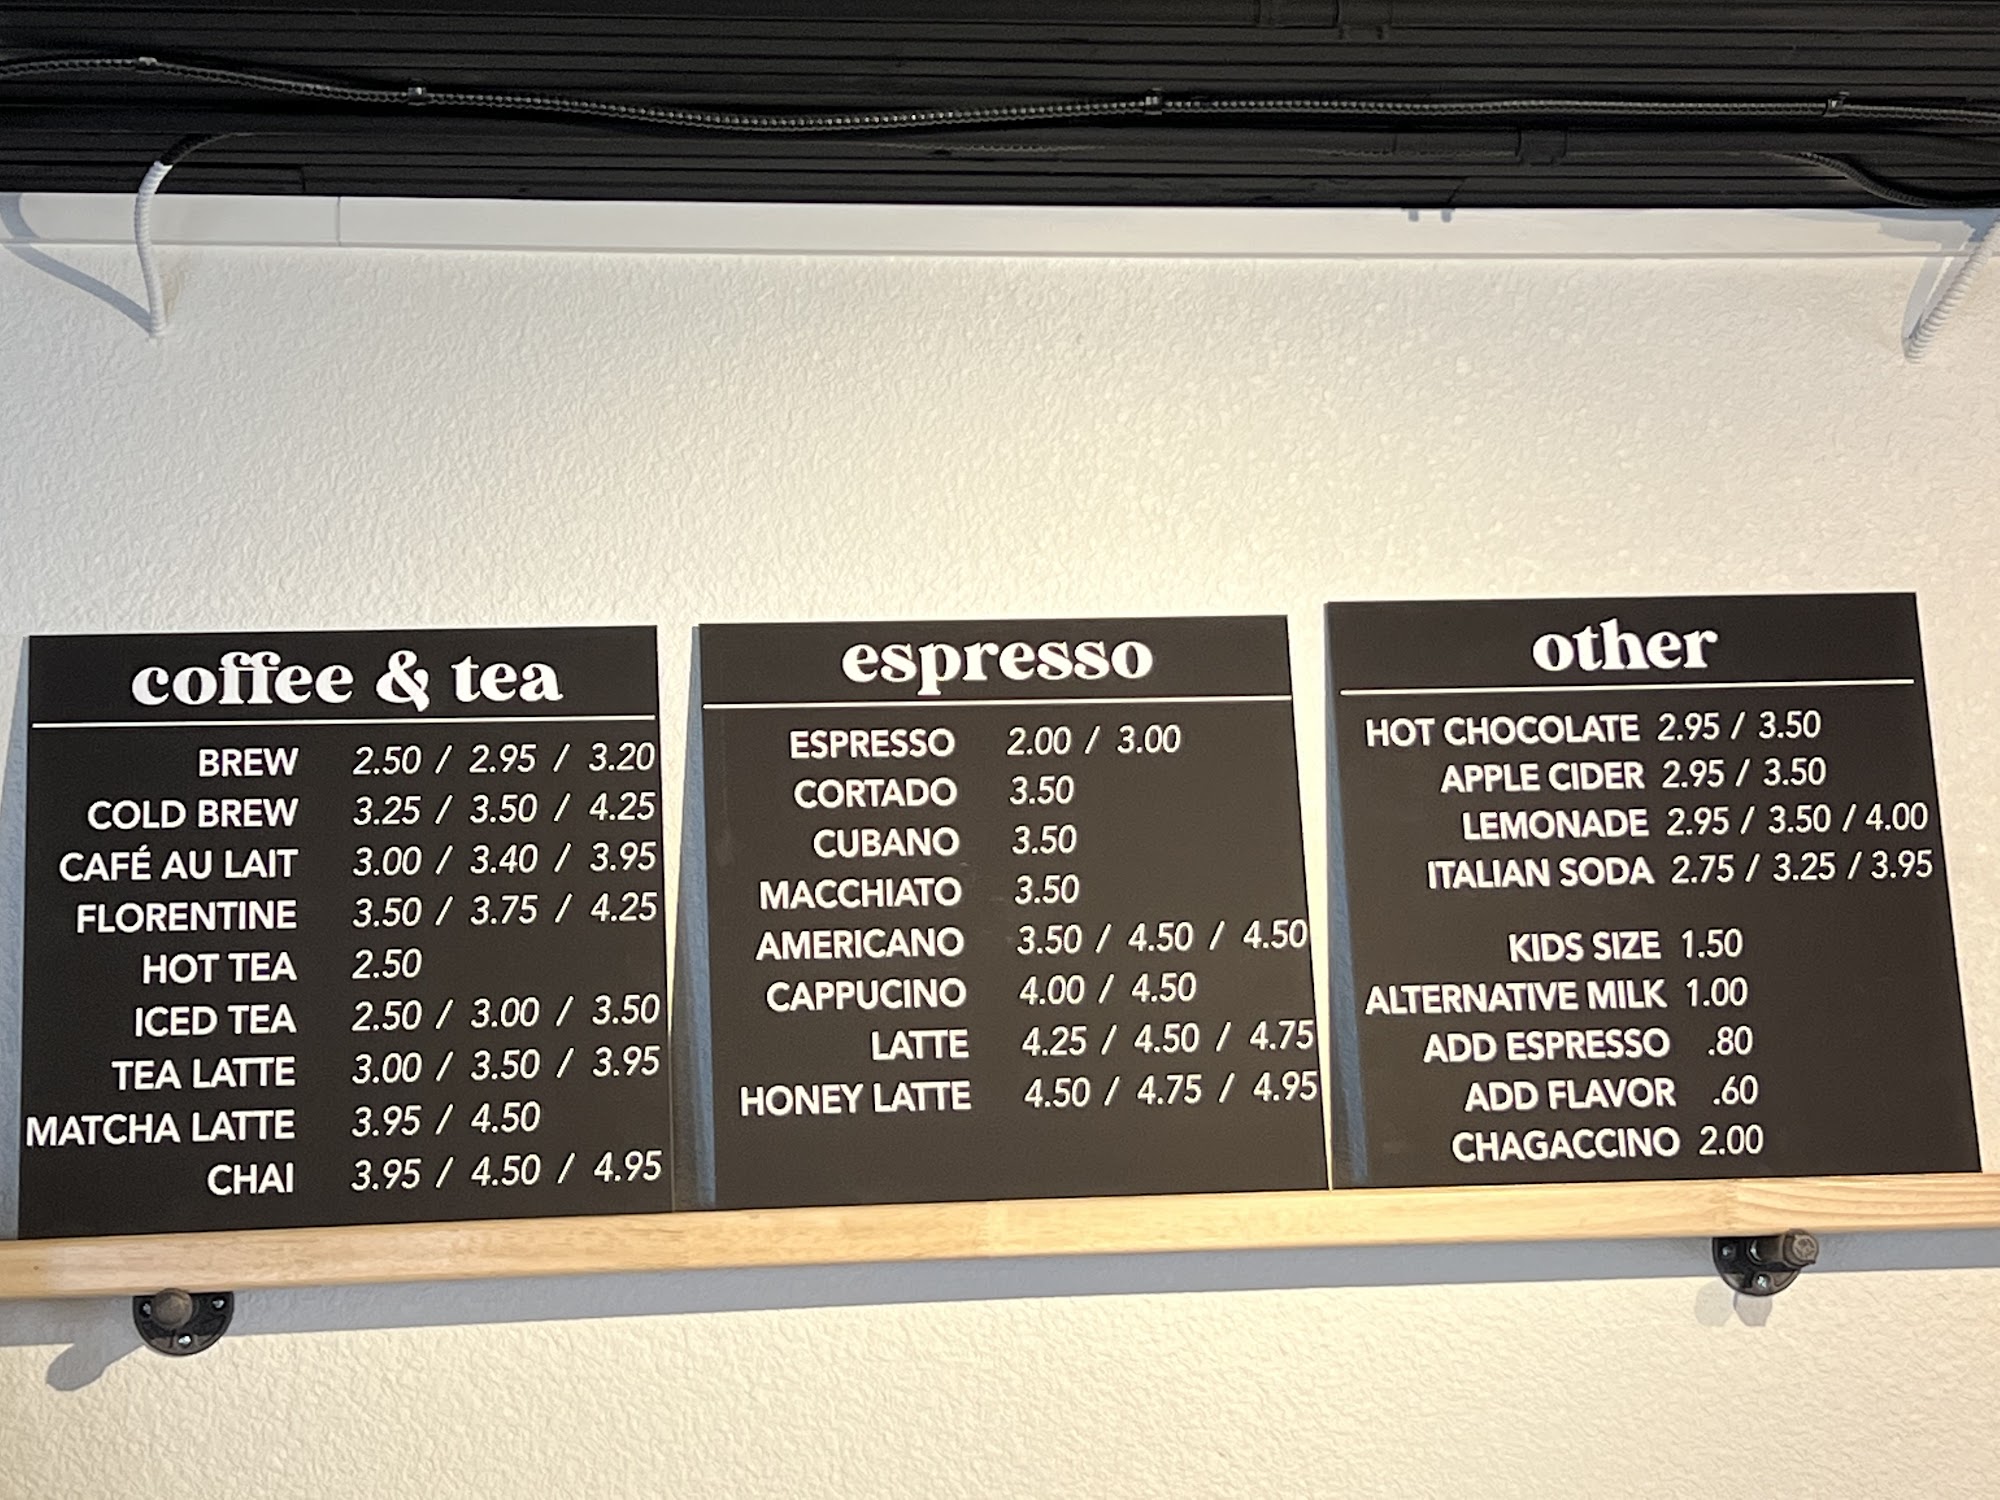 coffee & tea
BREW 2.50 / 2.95 / 3.20
COLD BREW 3.25 / 3.50 / 4.25
CAFÉ AU LAIT 3.00 / 3.40 / 3.95
FLORENTINE 3.50 / 3.75 / 4.25
HOT TEA 2.50
ICED TEA 2.50 / 3.00 / 3.50
TEA LATTE 3.00 / 3.50 / 3.95
MATCHA LATTE 3.95 / 4.50
CHAI 3.95 / 4.50 / 4.95
espresso
ESPRESSO 2.00 / 3.00
CORTADO 3.50
CUBANO 3.50
MACCHIATO 3.50
AMERICANO 3.50 / 4.50 / 4.50
CAPPUCINO 4.00 / 4.50
LATTE 4.25 / 4.50 / 4.75
HONEY LATTE 4.50 / 4.75 / 4.95
other
HOT CHOCOLATE 2.95 / 3.50
APPLE CIDER 2.95 / 3.50
LEMONADE 2.95 / 3.50 / 4.00
ITALIAN SODA 2.75 / 3.25 / 3.95
KIDS SIZE 1.50
ALTERNATIVE MILK 1.00
ADD ESPRESSO .80
ADD FLAVOR .60
CHAGACCINO 2.00